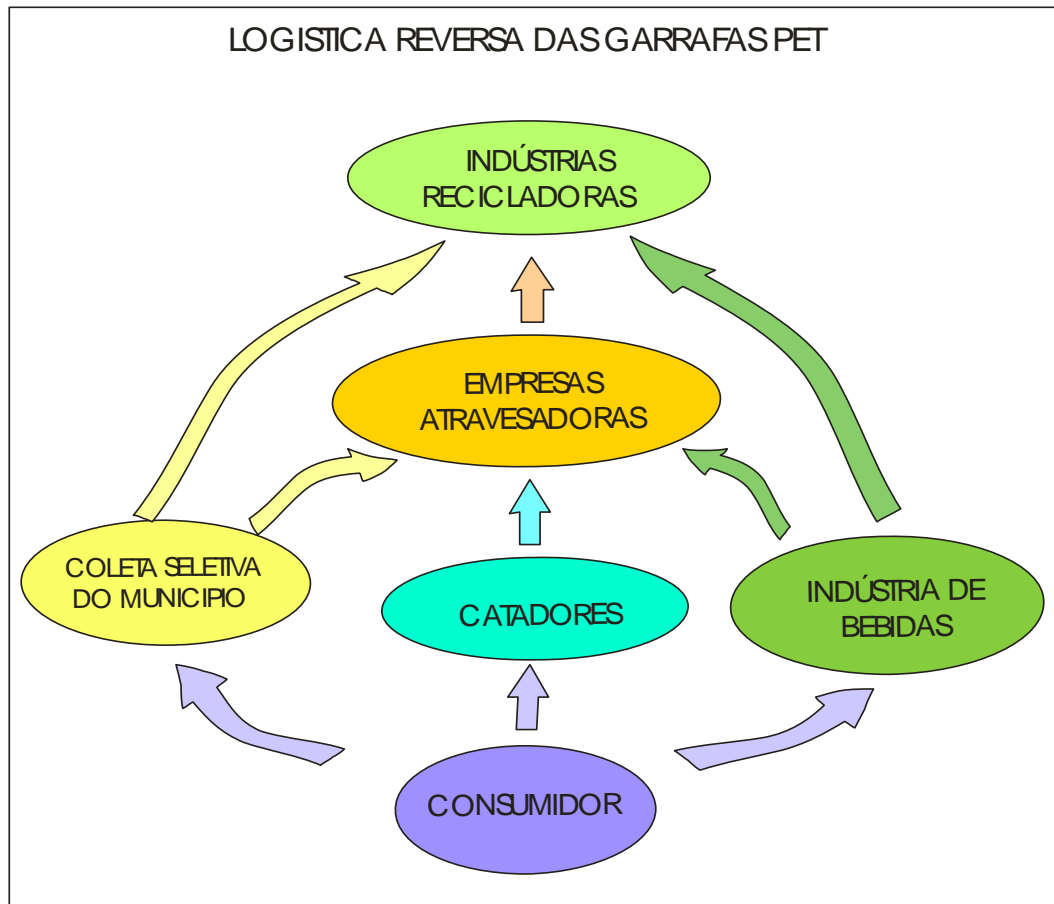 LOGISTICA REVERSA DAS GARRAFAS PET
INDÚSTRIAS
RECICLADORAS
EMPRESAS
ATRAVESADORAS
COLETA SELETIVA
DO MUNICIPIO
CATADORES
INDÚSTRIA DE
BEBIDAS
CONSUMIDOR